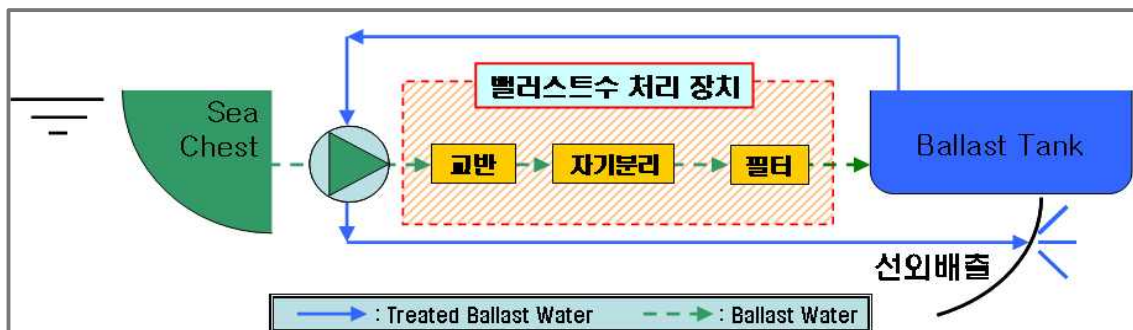 뺄러스트수 처리 장치
Sea
Chest
교반
자기분리
필터
Ballast Tank
선외배출
: Treated Ballast Water
: Ballast Water